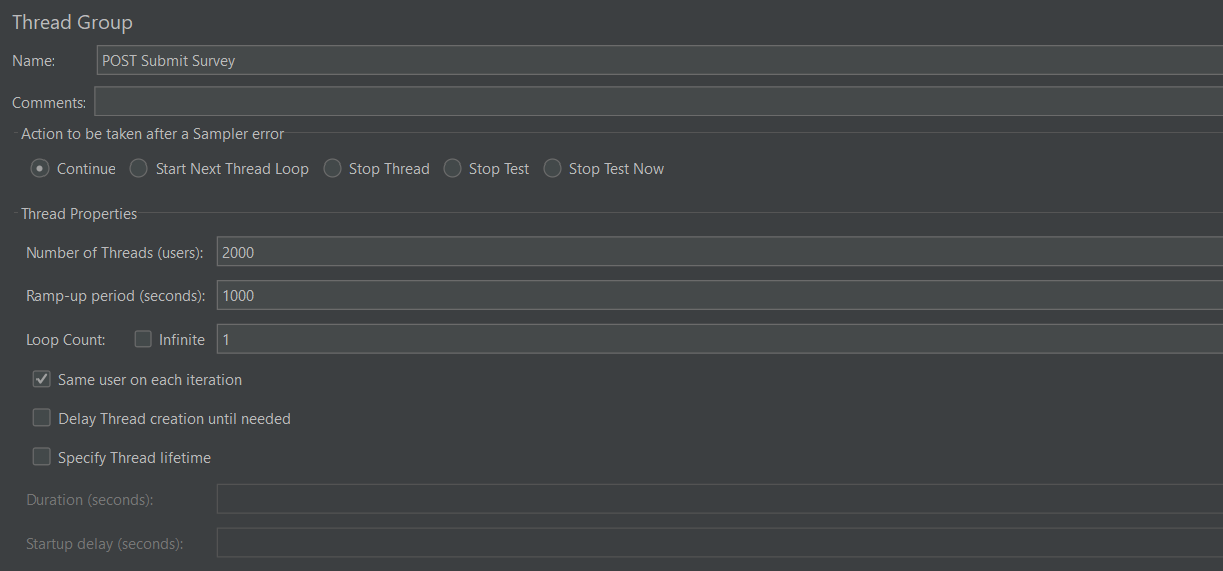 Thread Group
Name: POST Submit Survey
Comments:
Action to be taken after a Sampler error
Continue Start Next Thread Loop Stop Thread Stop Test Stop Test Now
Thread Properties
Number of Threads (users): 2000
Ramp-up period (seconds): 1000
Loop Count: Infinite 1
Same user on each iteration
Delay Thread creation until needed
Specify Thread lifetime
Duration (seconds):
Startup delay (seconds):